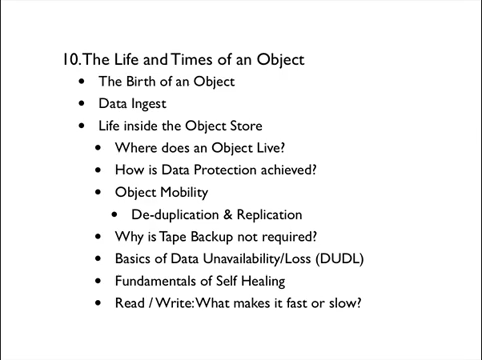 10.The Life and Times of an Object
• The Birth of an Object
• Data Ingest
• Life inside the Object Store
• Where does an Object Live?
• How is Data Protection achieved?
• Object Mobility
• De-duplication & Replication
• Why is Tape Backup not required?
• Basics of Data Unavailability/Loss (DUDL)
• Fundamentals of Self Healing
• Read / Write: What makes it fast or slow?